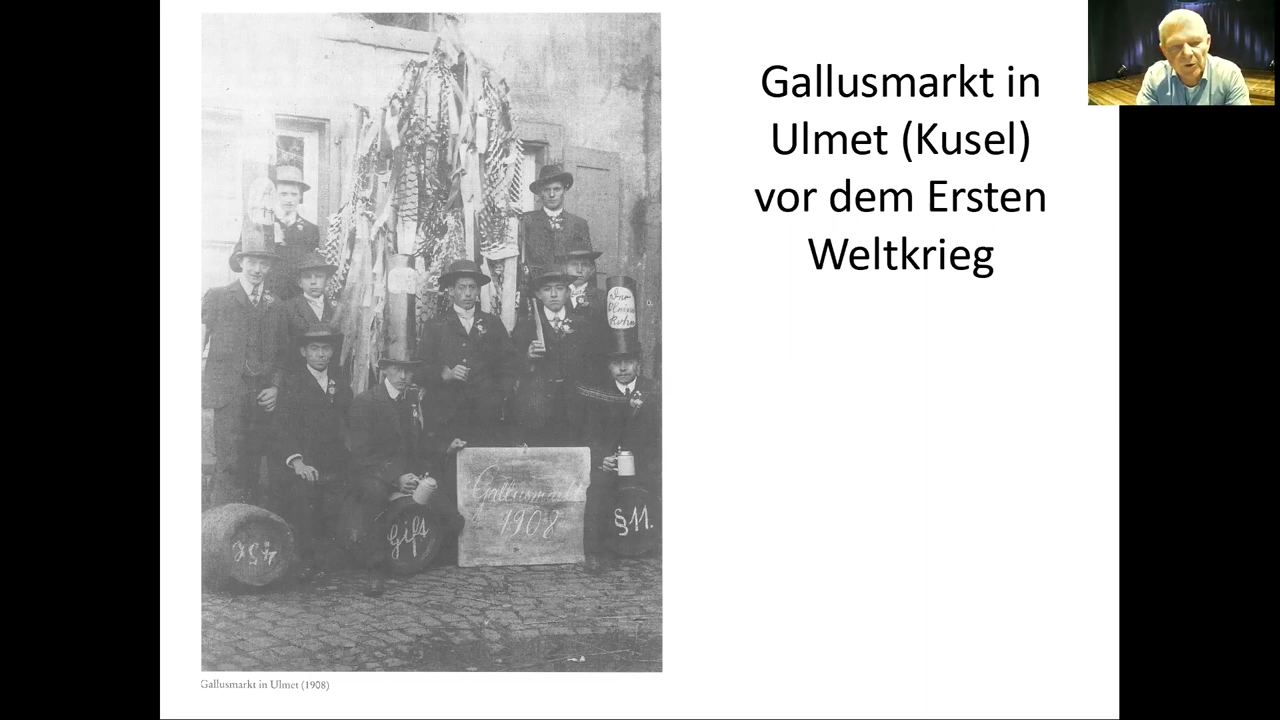 Gallusmarkt in
Ulmet (Kusel)
vor dem Ersten
Weltkrieg
Gallusmarkt
1908
Gift
§11.
Gallusmarkt in Ulmet (1908)